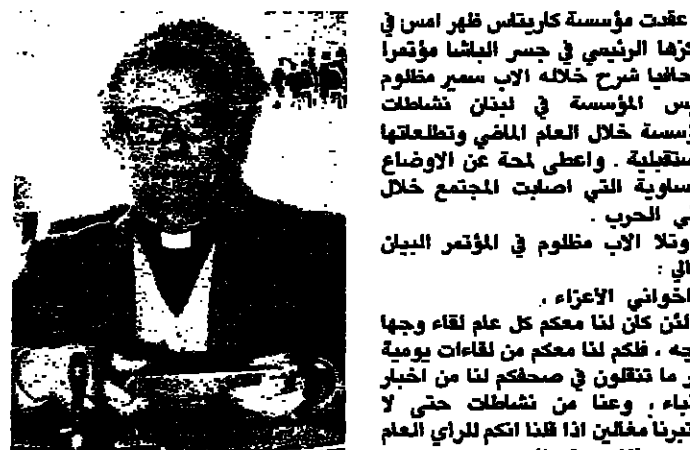 عقدت مؤسسة كاريتاس ظهر امس في
كزها الرئيسي في جسر الباشا مؤتمرا
حافيا شرح خلاله الاب سمير مظلوم
يس المؤسسة في لبنان نشاطات
ؤسسة خلال العام الماضي وتطلعاتها
ستقبلية . واعطى لمحة عن الاوضاع
ساوية التي اصابت المجتمع خلال
ي الحرب .
وتلا الاب مظلوم في المؤتمر البيان
الي :
اخواني الأعزاء ،
لئن كان لنا معكم كل عام لقاء وجها
جه ، فلكم لنا معكم من لقاءات يومية
ر ما تنقلون في صحفكم لنا من اخبار
نباء ، وعنا من نشاطات حتى لا
تبرنا مغالين اذا قلنا انكم للرأي العام